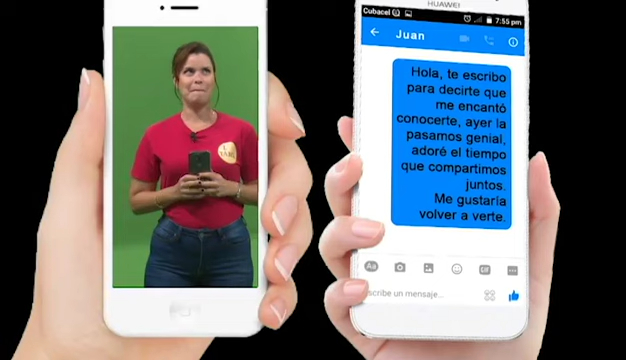 HUAWEI
Cubacel
7:55 pm
Juan
Hola, te escribo
para decirte que
me encantó
conocerte, ayer la
pasamos genial,
adoré el tiempo
que compartimos
juntos.
Me gustaría
volver a verte.
Aa
GIF
scribe un mensaje...